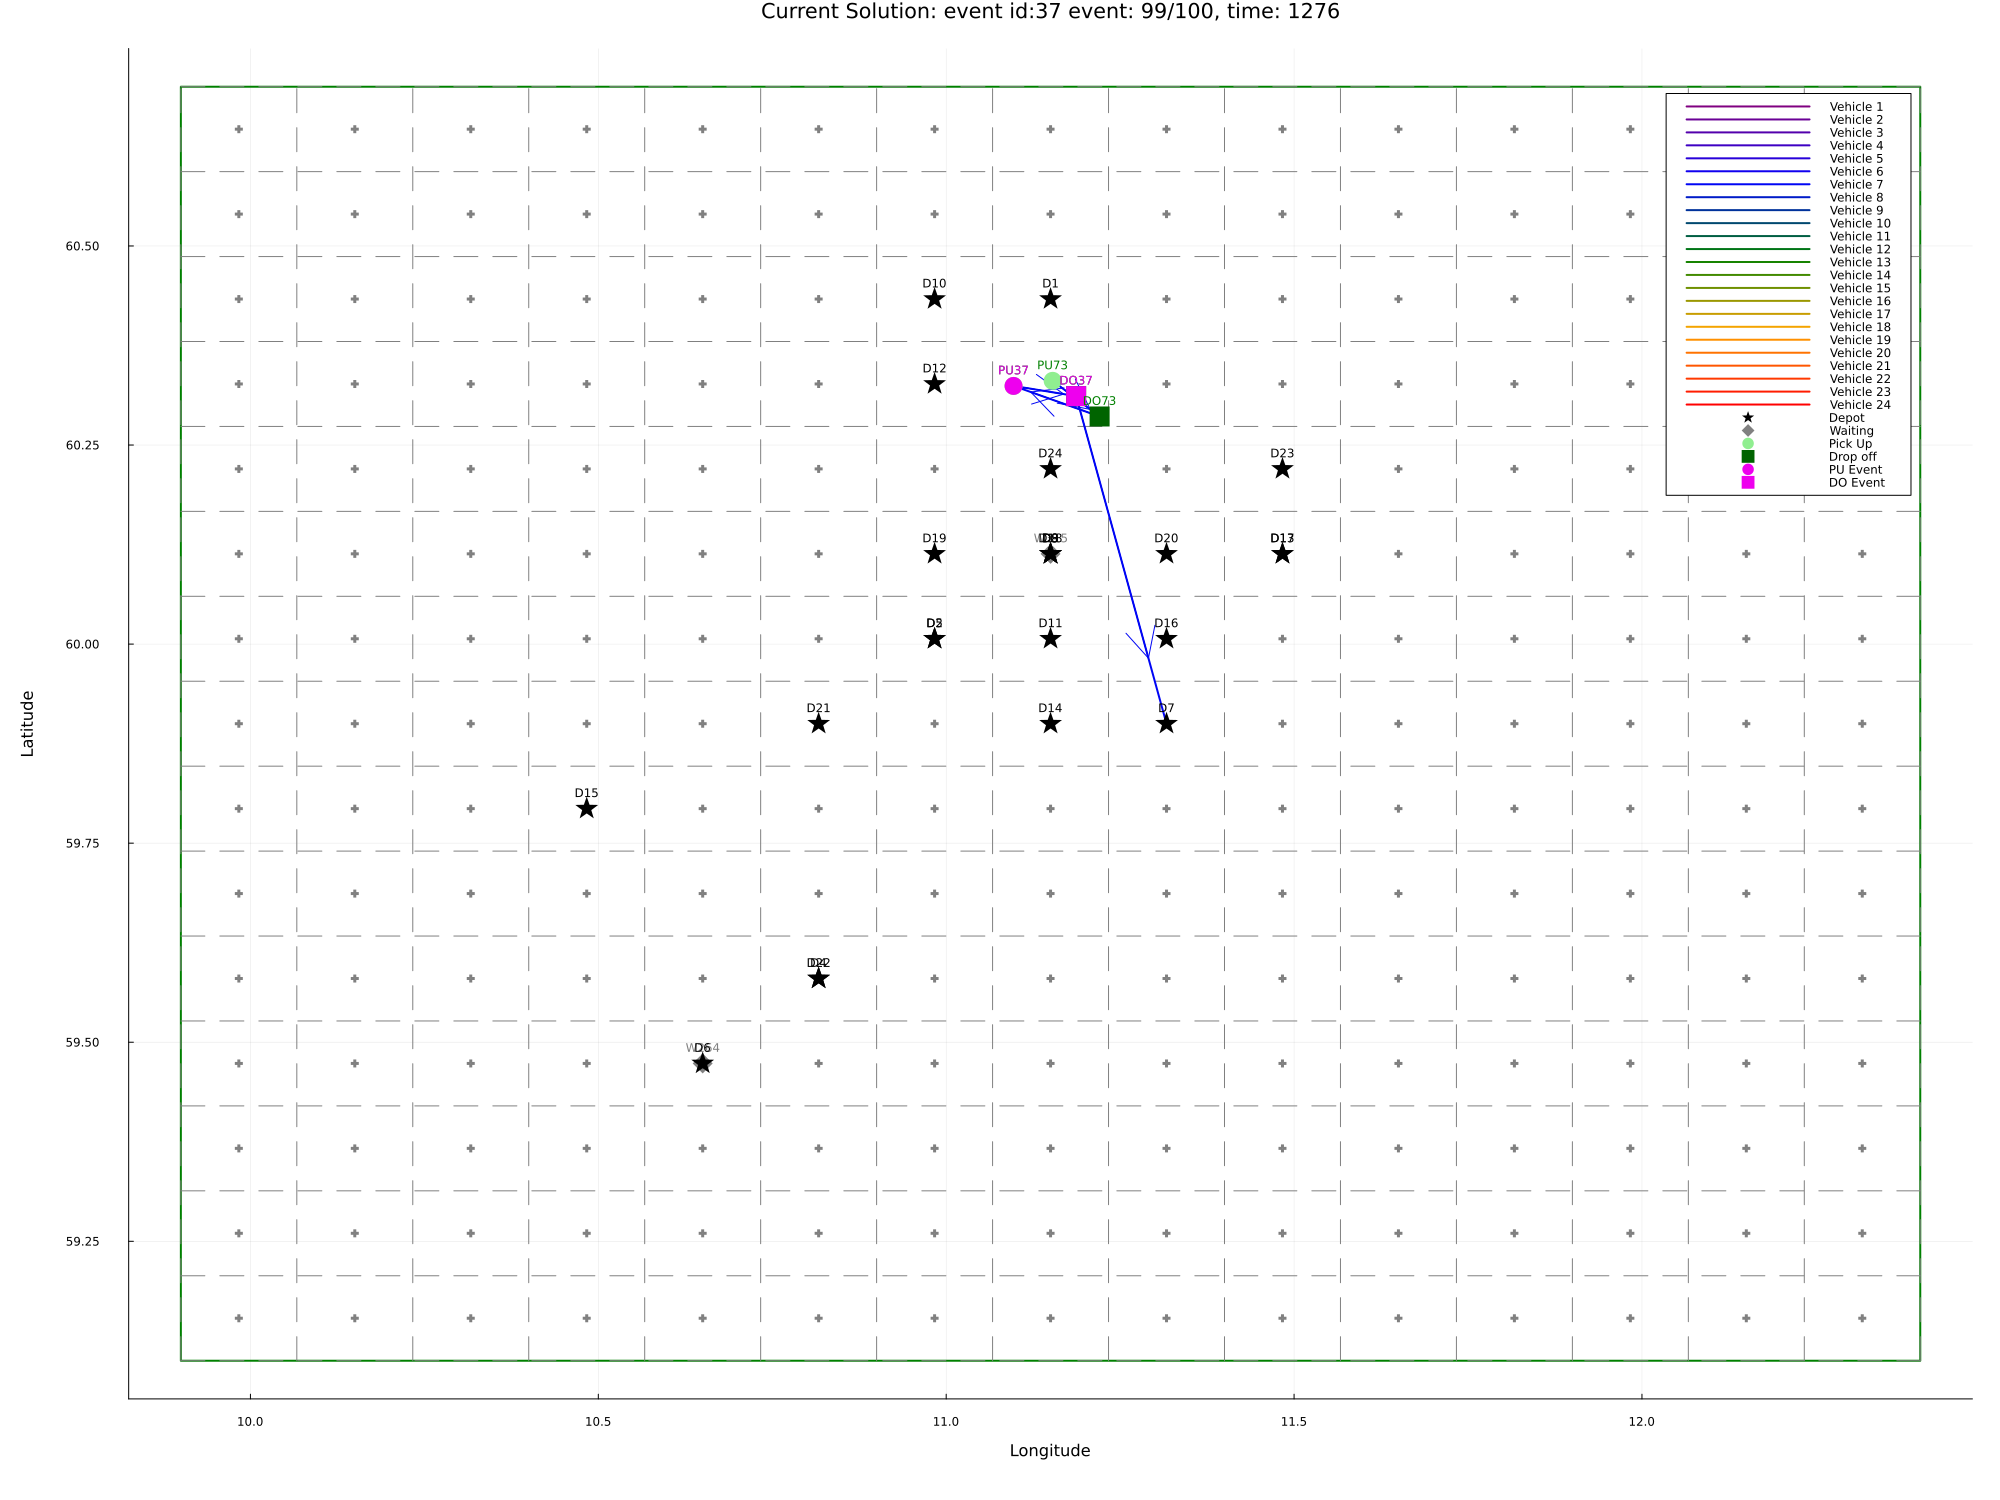 Current Solution: event id:37 event: 99/100, time: 1276
Vehicle 1
Vehicle 2
Vehicle 3
Vehicle 4
Vehicle 5
Vehicle 6
Vehicle 7
Vehicle 8
Vehicle 9
Vehicle 10
Vehicle 11
Vehicle 12
Vehicle 13
Vehicle 14
Vehicle 15
Vehicle 16
Vehicle 17
Vehicle 18
Vehicle 19
Vehicle 20
Vehicle 21
Vehicle 22
Vehicle 23
Vehicle 24
Depot
Waiting
Pick Up
Drop off
PU Event
DO Event
60.50
D10 D1
D12 PU37 PU73
DO37
DO73
60.25
D24 D23
D19 D20
60.00
D11 D16
D21 D14 D7
D15
59.75
59.50
D6
59.25
10.0 10.5 11.0 11.5 12.0
Longitude
Latitude